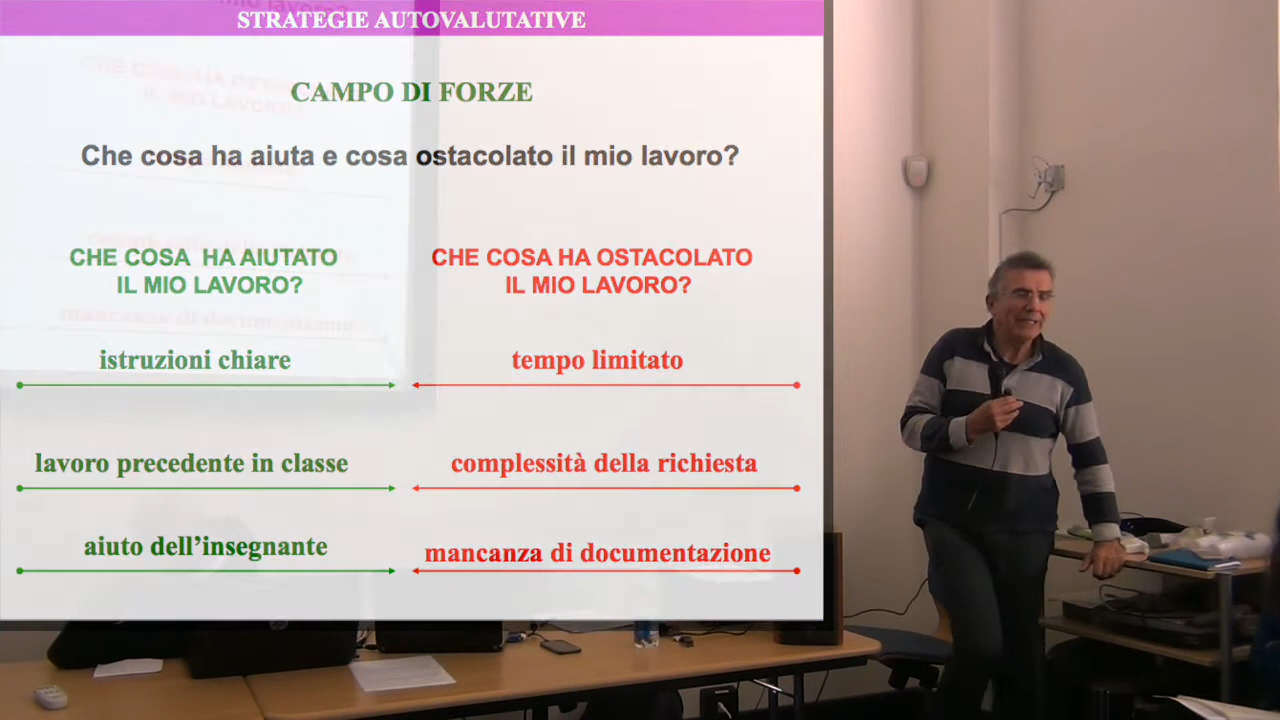 STRATEGIE AUTOVALUTATIVE
CAMPO DI FORZE
Che cosa ha aiuta e cosa ostacolato il mio lavoro?
CHE COSA HA AIUTATO
IL MIO LAVORO?
istruzioni chiare
lavoro precedente in classe
aiuto dell’insegnante
CHE COSA HA OSTACOLATO
IL MIO LAVORO?
tempo limitato
complessità della richiesta
mancanza di documentazione